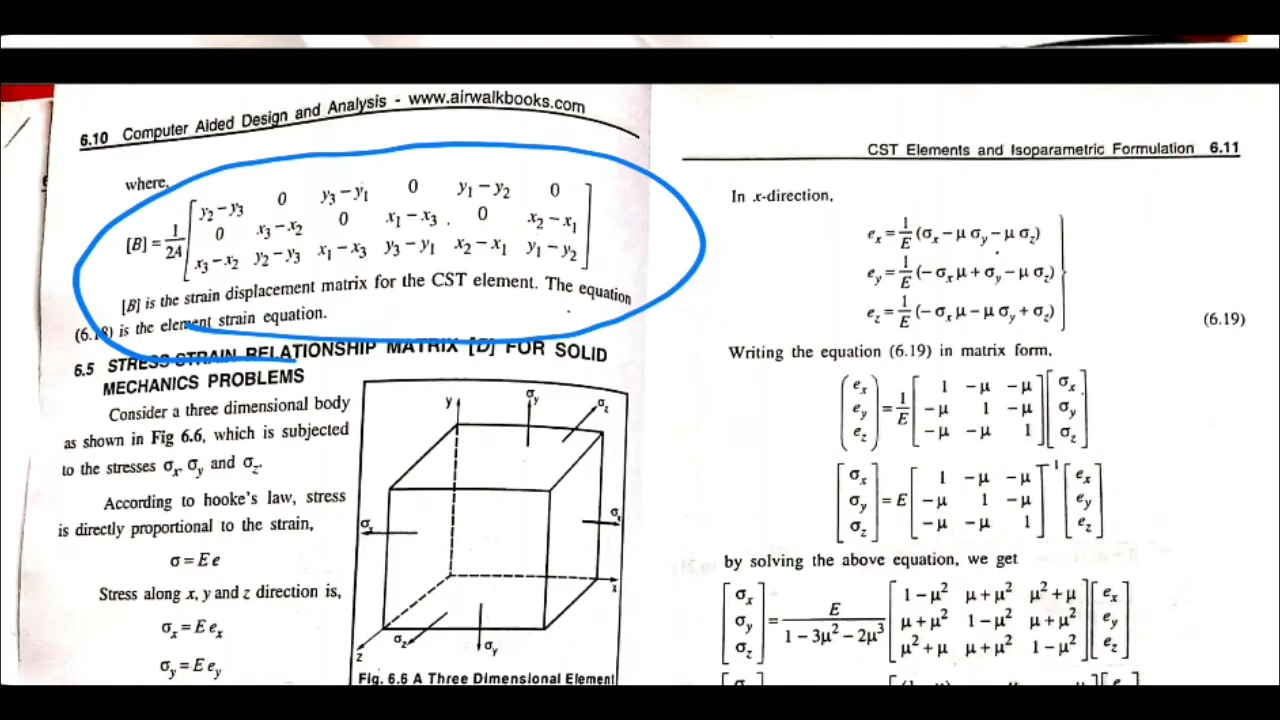 6.10 Computer Aided Design and Analysis - www.airwalkbooks.com
where,
[B] = 1/2A [ y2 − y3 0 y3 − y1 0 y1 − y2 0
0 x3 − x2 0 x1 − x3 0 x2 − x1
x3 − x2 y2 − y3 x1 − x3 y3 − y1 x2 − x1 y1 − y2 ]
[B] is the strain displacement matrix for the CST element. The equation
(6.18) is the element strain equation.
6.5 STRESS-STRAIN RELATIONSHIP MATRIX [D] FOR SOLID
MECHANICS PROBLEMS
Consider a three dimensional body
as shown in Fig 6.6, which is subjected
to the stresses σx, σy and σz.
According to hooke's law, stress
is directly proportional to the strain,
σ = E e
Stress along x, y and z direction is,
σx = E ex
σy = E ey
y σy σz
σx σx
x
σz σy
z
Fig. 6.6 A Three Dimensional Element
CST Elements and Isoparametric Formulation 6.11
In x-direction,
ex = 1/E (σx − μ σy − μ σz)
ey = 1/E (− σx μ + σy − μ σz)
ez = 1/E (− σx μ − μ σy + σz)
(6.19)
Writing the equation (6.19) in matrix form,
(ex ey ez) = 1/E [ 1 − μ − μ
− μ 1 − μ
− μ − μ 1 ] [σx σy σz]
[σx σy σz] = E [ 1 − μ − μ
− μ 1 − μ
− μ − μ 1 ]⁻¹ [ex ey ez]
by solving the above equation, we get
[σx σy σz] = E / (1 − 3μ² − 2μ³) [ 1 − μ² μ + μ² μ² + μ
μ + μ² 1 − μ² μ + μ²
μ² + μ μ + μ² 1 − μ² ] [ex ey ez]